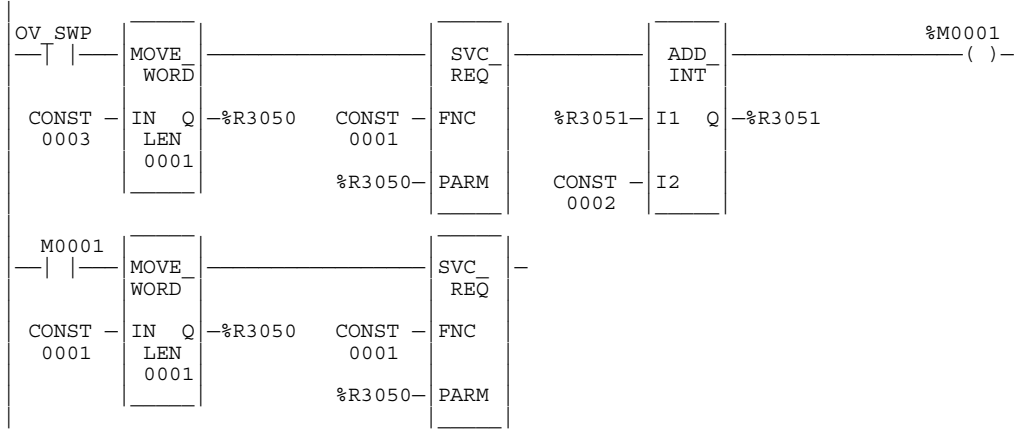 OV_SWP %M0001
MOVE_ SVC_ ADD_
WORD REQ INT
CONST IN Q %R3050 CONST FNC %R3051 I1 Q %R3051
0003 LEN 0001
0001
%R3050 PARM CONST I2
0002
M0001
MOVE_ SVC_
WORD REQ
CONST IN Q %R3050 CONST FNC
0001 LEN 0001
0001
%R3050 PARM